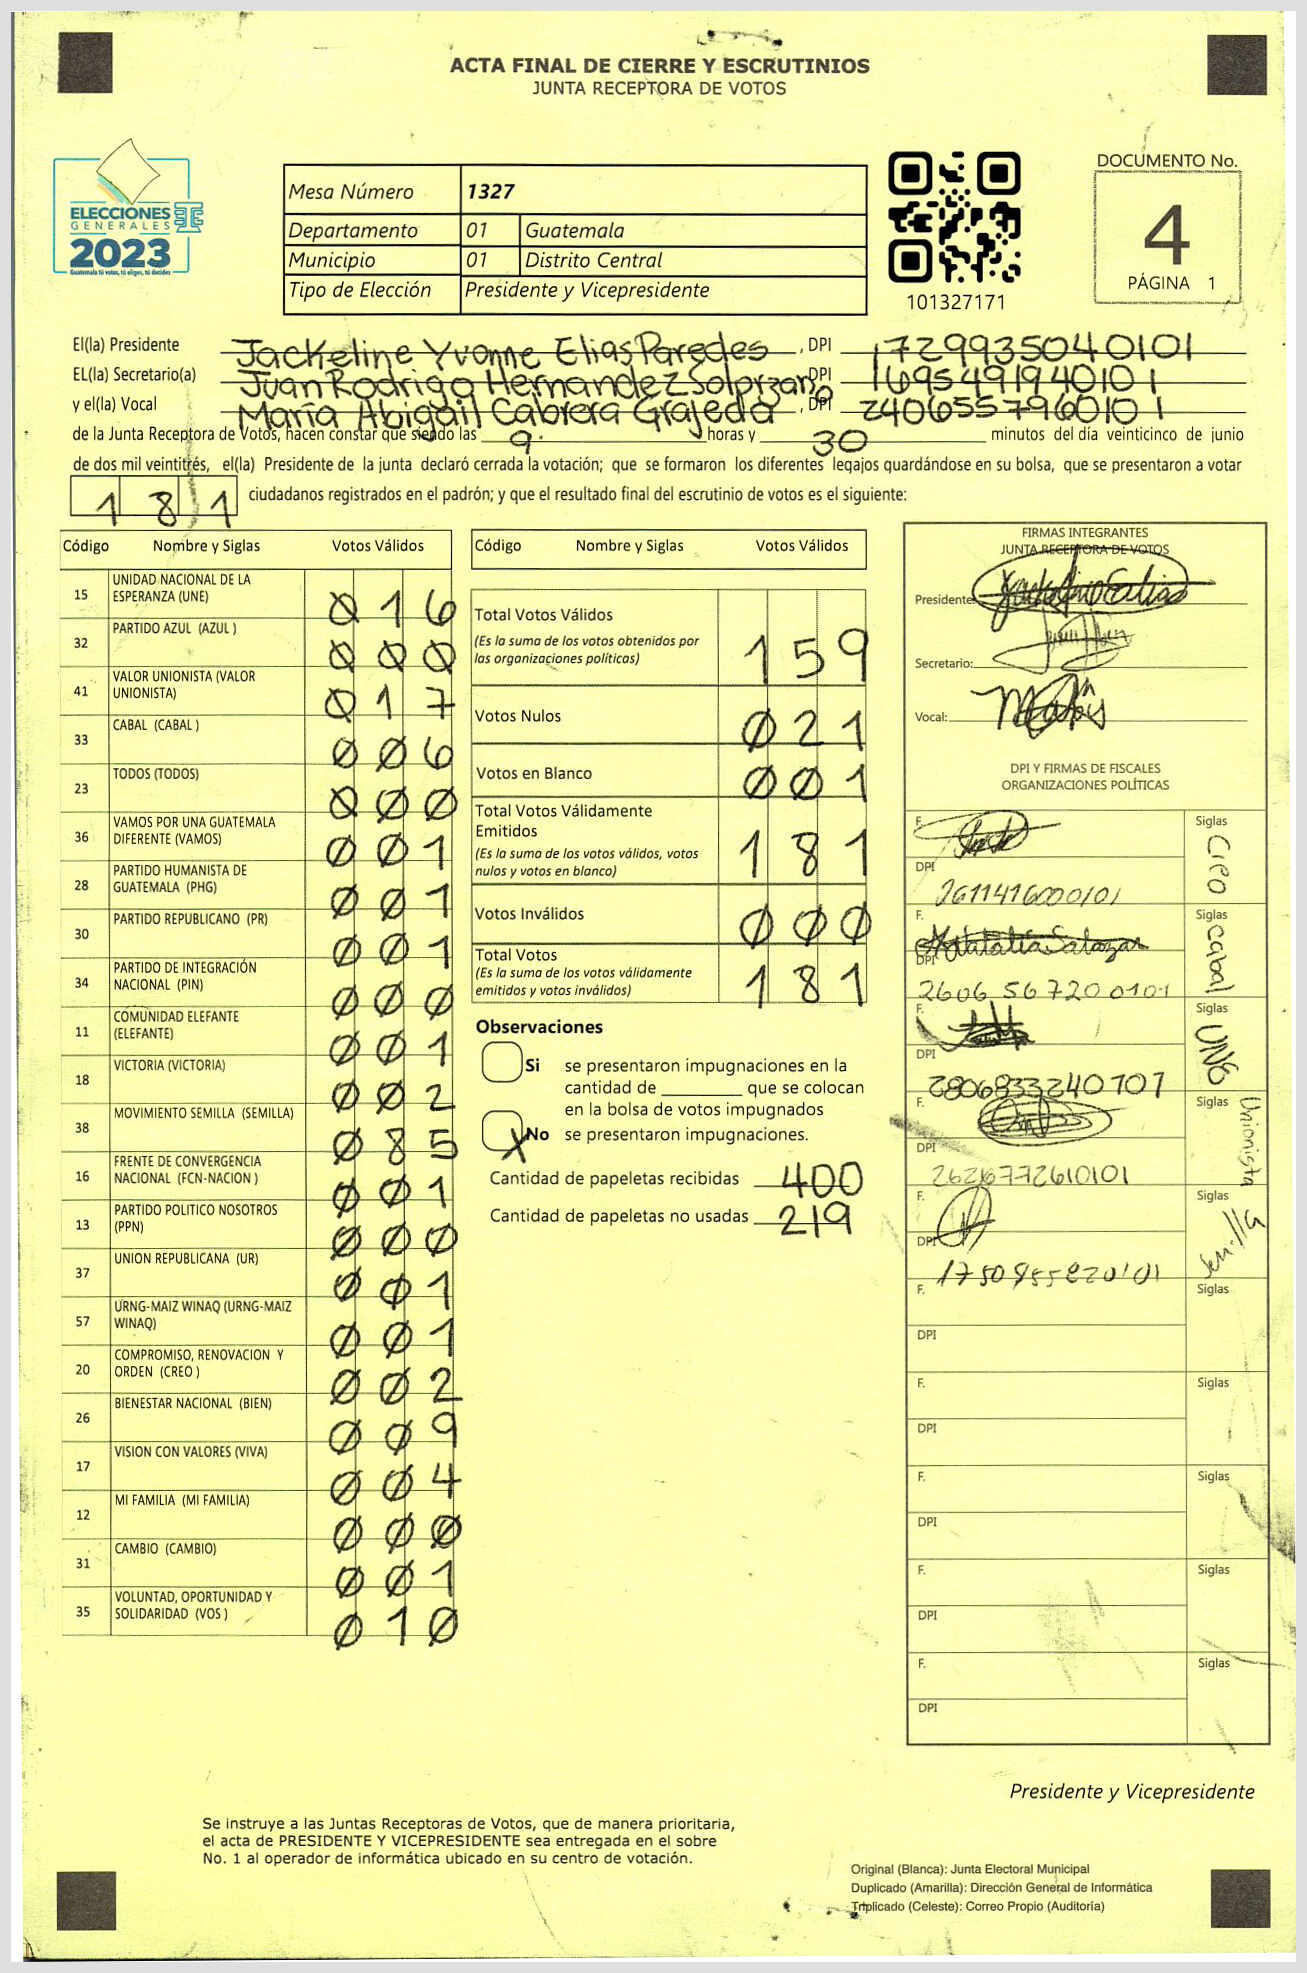 ACTA FINAL DE CIERRE Y ESCRUTINIOS
JUNTA RECEPTORA DE VOTOS
ELECCIONES
GENERALES
2023
Guatemala tú votas, tú eliges, tú decides
Mesa Número 1327
Departamento 01 Guatemala
Municipio 01 Distrito Central
Tipo de Elección Presidente y Vicepresidente
101327171
DOCUMENTO No.
4
PÁGINA 1
El(la) Presidente Jackeline Yvonne Elias Paredes, DPI 1729935040101
EL(la) Secretario(a) Juan Rodrigo Hernandez DPI 1695491940101
y el(la) Vocal María Abigail Cabrera Grajeda, DPI 2406557960101
de la Junta Receptora de Votos, hacen constar que siendo las 9 horas y 30 minutos del día veinticinco de junio
de dos mil veintitrés, el(la) Presidente de la junta declaró cerrada la votación; que se formaron los diferentes legajos guardándose en su bolsa, que se presentaron a votar
181 ciudadanos registrados en el padrón; y que el resultado final del escrutinio de votos es el siguiente:
Código Nombre y Siglas Votos Válidos
15 UNIDAD NACIONAL DE LA ESPERANZA (UNE) 016
32 PARTIDO AZUL (AZUL ) 000
41 VALOR UNIONISTA (VALOR UNIONISTA) 017
33 CABAL (CABAL ) 006
23 TODOS (TODOS) 000
36 VAMOS POR UNA GUATEMALA DIFERENTE (VAMOS) 001
28 PARTIDO HUMANISTA DE GUATEMALA (PHG) 001
30 PARTIDO REPUBLICANO (PR) 001
34 PARTIDO DE INTEGRACIÓN NACIONAL (PIN) 000
11 COMUNIDAD ELEFANTE (ELEFANTE) 001
18 VICTORIA (VICTORIA) 002
38 MOVIMIENTO SEMILLA (SEMILLA) 085
16 FRENTE DE CONVERGENCIA NACIONAL (FCN-NACION ) 001
13 PARTIDO POLITICO NOSOTROS (PPN) 000
37 UNION REPUBLICANA (UR) 001
57 URNG-MAIZ WINAQ (URNG-MAIZ WINAQ) 001
20 COMPROMISO, RENOVACION Y ORDEN (CREO ) 002
26 BIENESTAR NACIONAL (BIEN) 009
17 VISION CON VALORES (VIVA) 004
12 MI FAMILIA (MI FAMILIA) 000
31 CAMBIO (CAMBIO) 001
35 VOLUNTAD, OPORTUNIDAD Y SOLIDARIDAD (VOS ) 010
Código Nombre y Siglas Votos Válidos
Total Votos Válidos 159
(Es la suma de los votos obtenidos por
las organizaciones políticas)
Votos Nulos 021
Votos en Blanco 001
Total Votos Válidamente
Emitidos 181
(Es la suma de los votos válidos, votos
nulos y votos en blanco)
Votos Inválidos 000
Total Votos 181
(Es la suma de los votos válidamente
emitidos y votos inválidos)
Observaciones
Si se presentaron impugnaciones en la
cantidad de ________ que se colocan
en la bolsa de votos impugnados
X No se presentaron impugnaciones.
Cantidad de papeletas recibidas 400
Cantidad de papeletas no usadas 219
FIRMAS INTEGRANTES
JUNTA RECEPTORA DE VOTOS
Presidente:
Secretario:
Vocal:
DPI Y FIRMAS DE FISCALES
ORGANIZACIONES POLÍTICAS
F. Siglas Creo
DPI 2611416000101
F. Natalia Salazar Siglas Cabal
DPI 2606567200101
F. Siglas UNE
DPI 2806833240707
F. Siglas Unionista
DPI
F. Siglas Semilla
DPI
F. Siglas
DPI
F. Siglas
DPI
F. Siglas
DPI
F. Siglas
DPI
F. Siglas
DPI
Presidente y Vicepresidente
Se instruye a las Juntas Receptoras de Votos, que de manera prioritaria,
el acta de PRESIDENTE Y VICEPRESIDENTE sea entregada en el sobre
No. 1 al operador de informática ubicado en su centro de votación.
Original (Blanca): Junta Electoral Municipal
Duplicado (Amarilla): Dirección General de Informática
Triplicado (Celeste): Correo Propio (Auditoría)